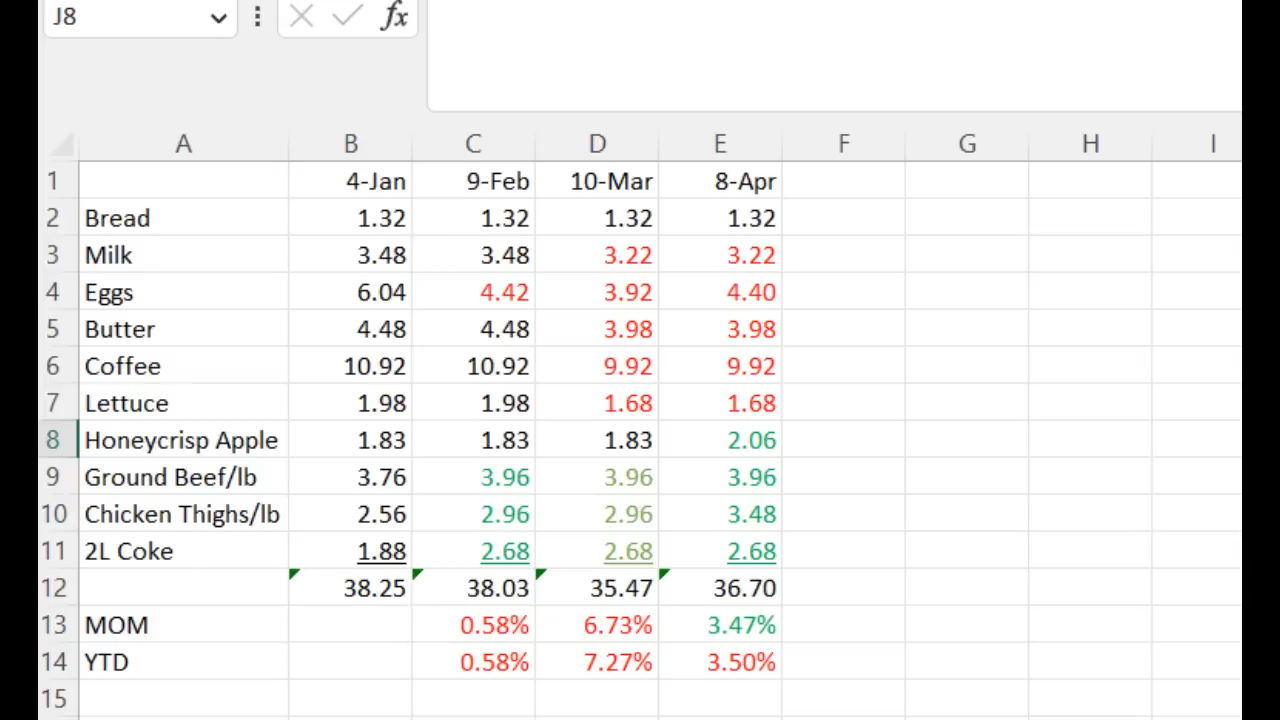 J8 fx
A B C D E F G H I
1 4-Jan 9-Feb 10-Mar 8-Apr
2 Bread 1.32 1.32 1.32 1.32
3 Milk 3.48 3.48 3.22 3.22
4 Eggs 6.04 4.42 3.92 4.40
5 Butter 4.48 4.48 3.98 3.98
6 Coffee 10.92 10.92 9.92 9.92
7 Lettuce 1.98 1.98 1.68 1.68
8 Honeycrisp Apple 1.83 1.83 1.83 2.06
9 Ground Beef/lb 3.76 3.96 3.96 3.96
10 Chicken Thighs/lb 2.56 2.96 2.96 3.48
11 2L Coke 1.88 2.68 2.68 2.68
12 38.25 38.03 35.47 36.70
13 MOM 0.58% 6.73% 3.47%
14 YTD 0.58% 7.27% 3.50%
15